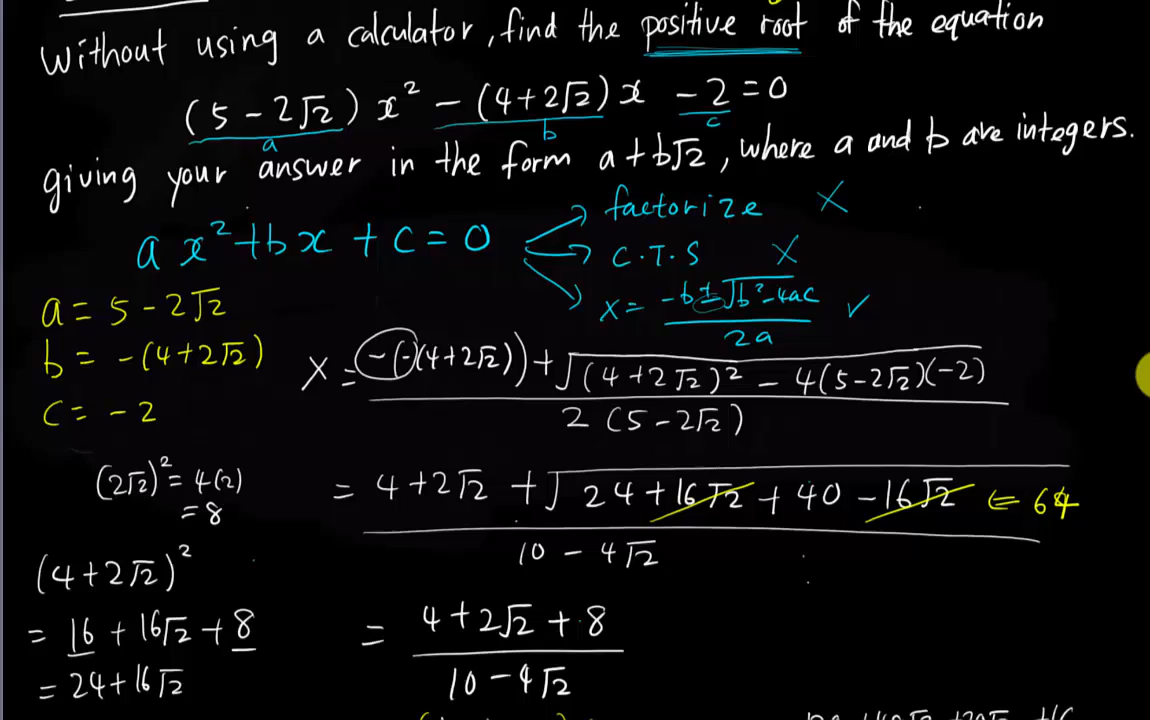 Without using a calculator, find the positive root of the equation
(5 - 2√2) x² - (4+2√2) x - 2 = 0
a b c
giving your answer in the form a+b√2, where a and b are integers.
factorize X
a x² + b x + c = 0
C.T.S X
x = (-b ± √(b²-4ac)) / 2a ✓
a = 5 - 2√2
b = -(4+2√2)
c = -2
x = (-(-(4+2√2)) + √((4+2√2)² - 4(5-2√2)(-2))) / 2(5-2√2)
(2√2)² = 4(2)
= 8
= (4+2√2 + √(24+16√2 + 40 - 16√2)) / (10 - 4√2) ⇐ 64
(4+2√2)²
= 16 + 16√2 + 8
= 24+16√2
= (4+2√2 + 8) / (10 - 4√2)